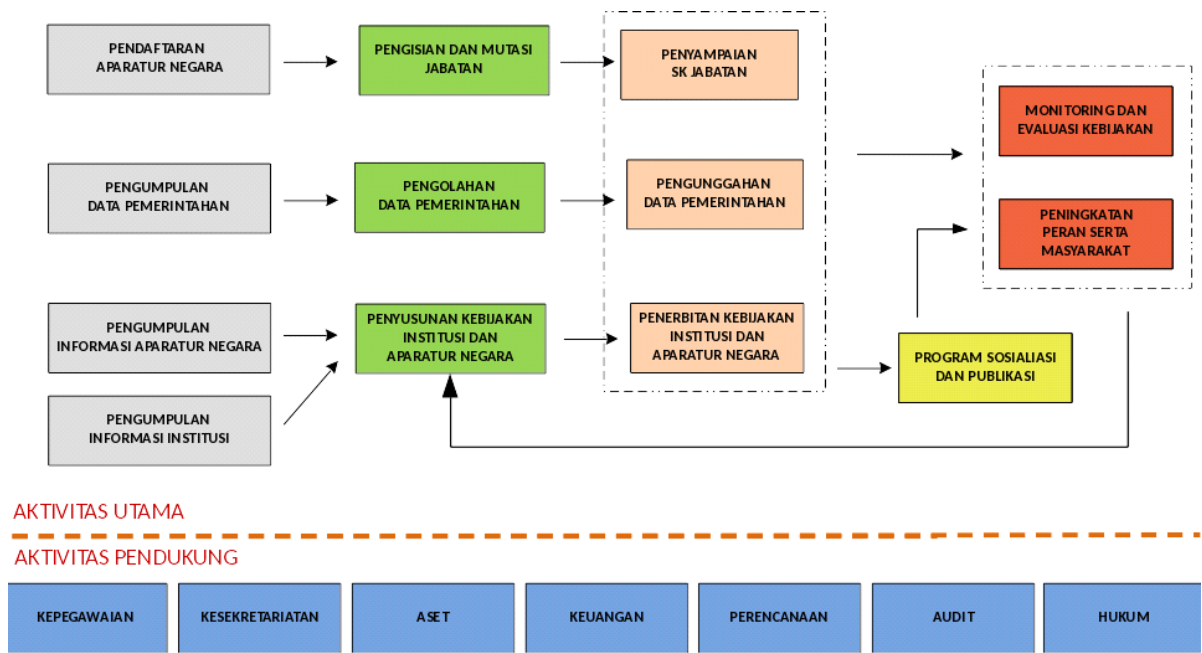 PENDAFTARAN
APARATUR NEGARA
PENGISIAN DAN MUTASI
JABATAN
PENYAMPAIAN
SK JABATAN
MONITORING DAN
EVALUASI KEBIJAKAN
PENGUMPULAN
DATA PEMERINTAHAN
PENGOLAHAN
DATA PEMERINTAHAN
PENGUNGGAHAN
DATA PEMERINTAHAN
PENINGKATAN
PERAN SERTA
MASYARAKAT
PENGUMPULAN
INFORMASI APARATUR NEGARA
PENYUSUNAN KEBIJAKAN
INSTITUSI DAN
APARATUR NEGARA
PENERBITAN KEBIJAKAN
INSTITUSI DAN
APARATUR NEGARA
PROGRAM SOSIALIASI
DAN PUBLIKASI
PENGUMPULAN
INFORMASI INSTITUSI
AKTIVITAS UTAMA
AKTIVITAS PENDUKUNG
KEPEGAWAIAN
KESEKRETARIATAN
ASET
KEUANGAN
PERENCANAAN
AUDIT
HUKUM